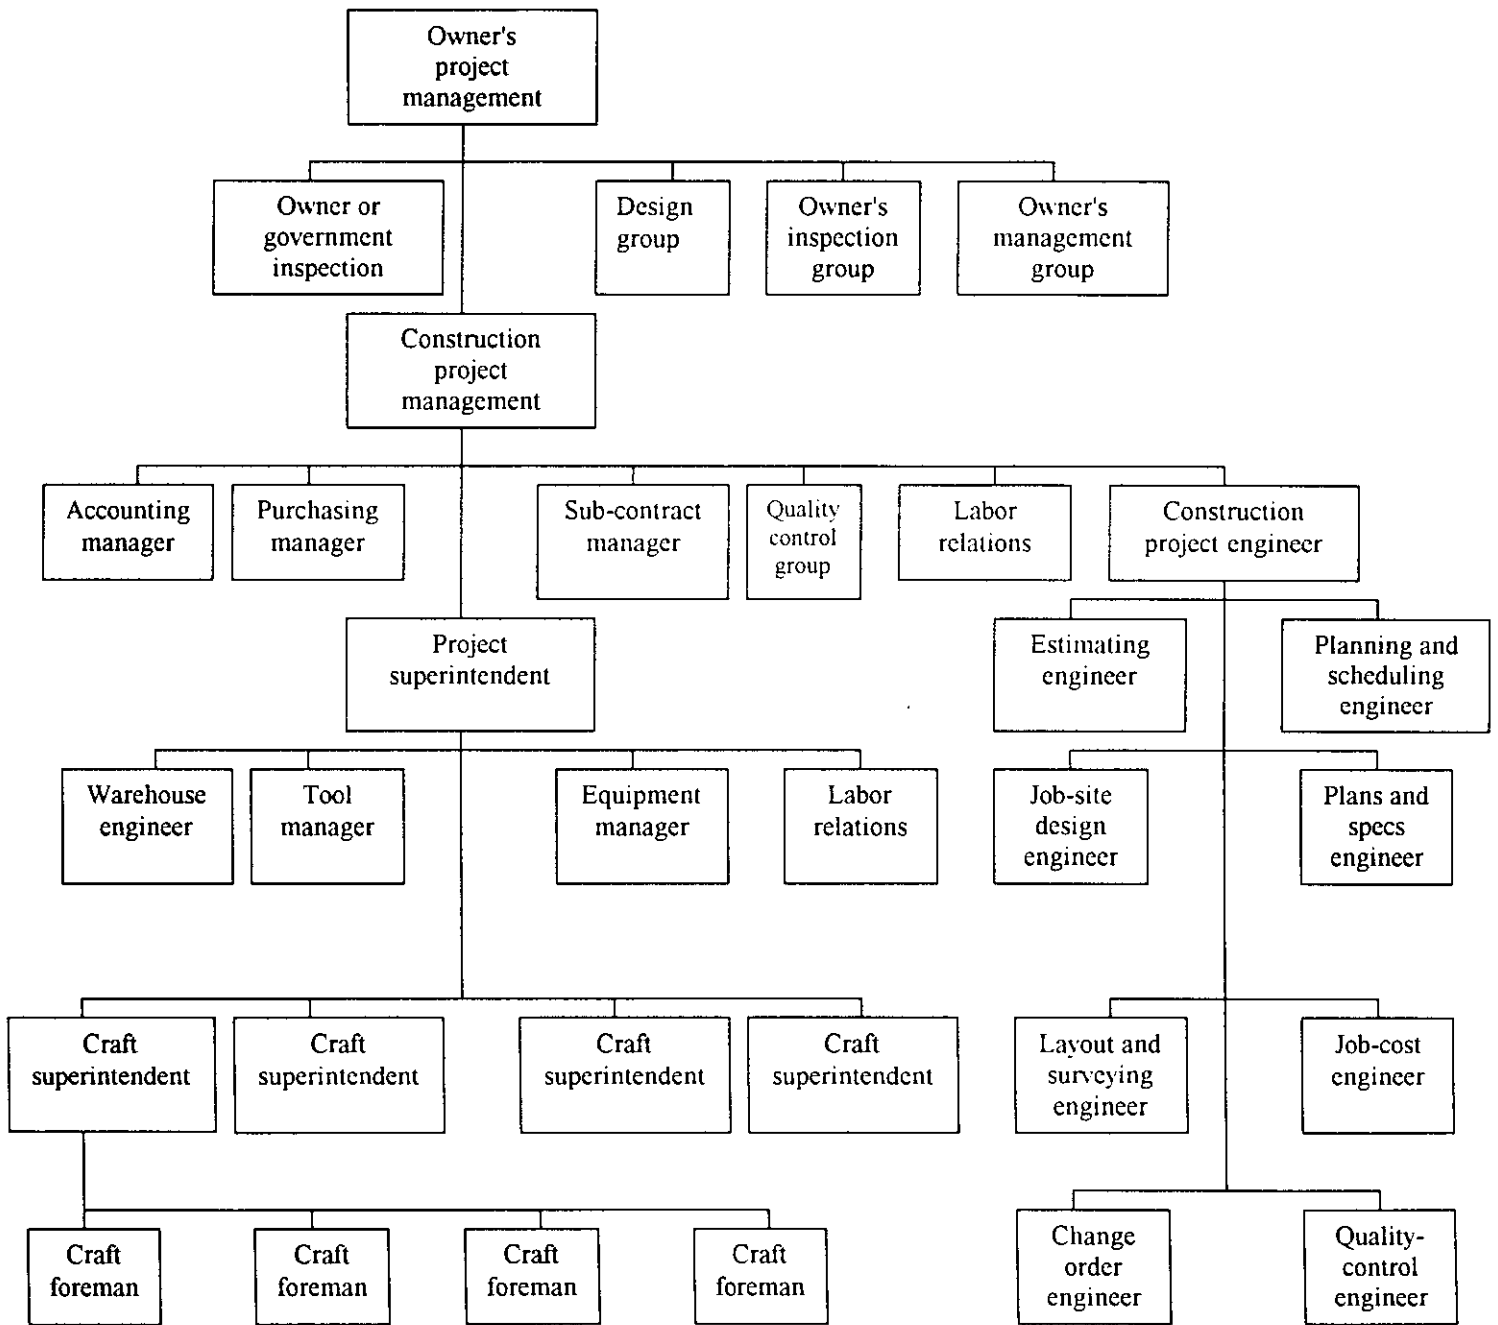 Owner's
project
management
Owner or
government
inspection
Design
group
Owner's
inspection
group
Owner's
management
group
Construction
project
management
Accounting
manager
Purchasing
manager
Sub-contract
manager
Quality
control
group
Labor
relations
Construction
project engineer
Project
superintendent
Estimating
engineer
Planning and
scheduling
engineer
Warehouse
engineer
Tool
manager
Equipment
manager
Labor
relations
Job-site
design
engineer
Plans and
specs
engineer
Craft
superintendent
Craft
superintendent
Craft
superintendent
Craft
superintendent
Layout and
surveying
engineer
Job-cost
engineer
Craft
foreman
Craft
foreman
Craft
foreman
Craft
foreman
Change
order
engineer
Quality-
control
engineer